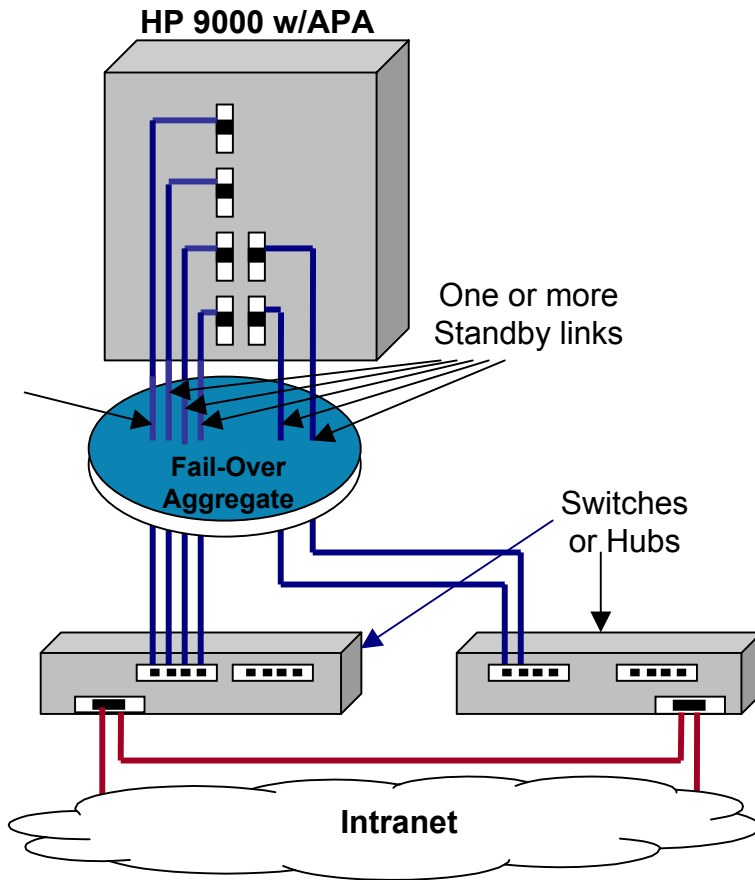 HP 9000 w/APA
One or more
Standby links
Fail-Over
Aggregate
Switches
or Hubs
Intranet